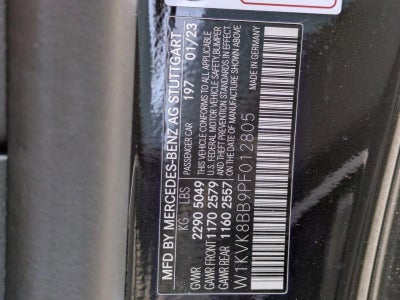 MFD BY MERCEDES-BENZ AG STUTTGART
PASSENGER CAR 197 01/23
KG LBS
GVWR 2290 5049
GAWR FRONT 1170 2579
GAWR REAR 1160 2557
THIS VEHICLE CONFORMS TO ALL APPLICABLE
U.S. FEDERAL MOTOR VEHICLE SAFETY, BUMPER
AND THEFT PREVENTION STANDARDS IN EFFECT
ON THE DATE OF MANUFACTURE SHOWN ABOVE
W1KVK8BB9PF012805
MADE IN GERMANY